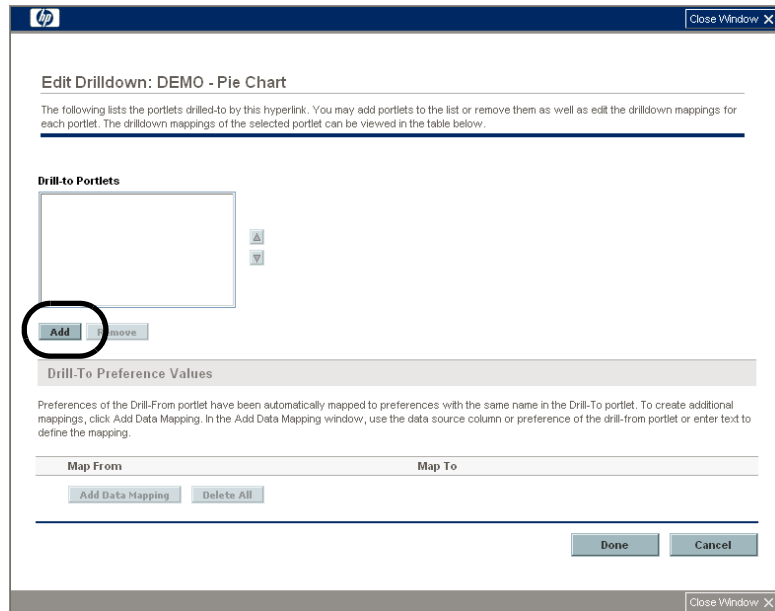 hp
Close Window X
Edit Drilldown: DEMO - Pie Chart
The following lists the portlets drilled-to by this hyperlink. You may add portlets to the list or remove them as well as edit the drilldown mappings for
each portlet. The drilldown mappings of the selected portlet can be viewed in the table below.
Drill-to Portlets
Add Remove
Drill-To Preference Values
Preferences of the Drill-From portlet have been automatically mapped to preferences with the same name in the Drill-To portlet. To create additional
mappings, click Add Data Mapping. In the Add Data Mapping window, use the data source column or preference of the drill-from portlet or enter text to
define the mapping.
Map From Map To
Add Data Mapping Delete All
Done Cancel
Close Window X